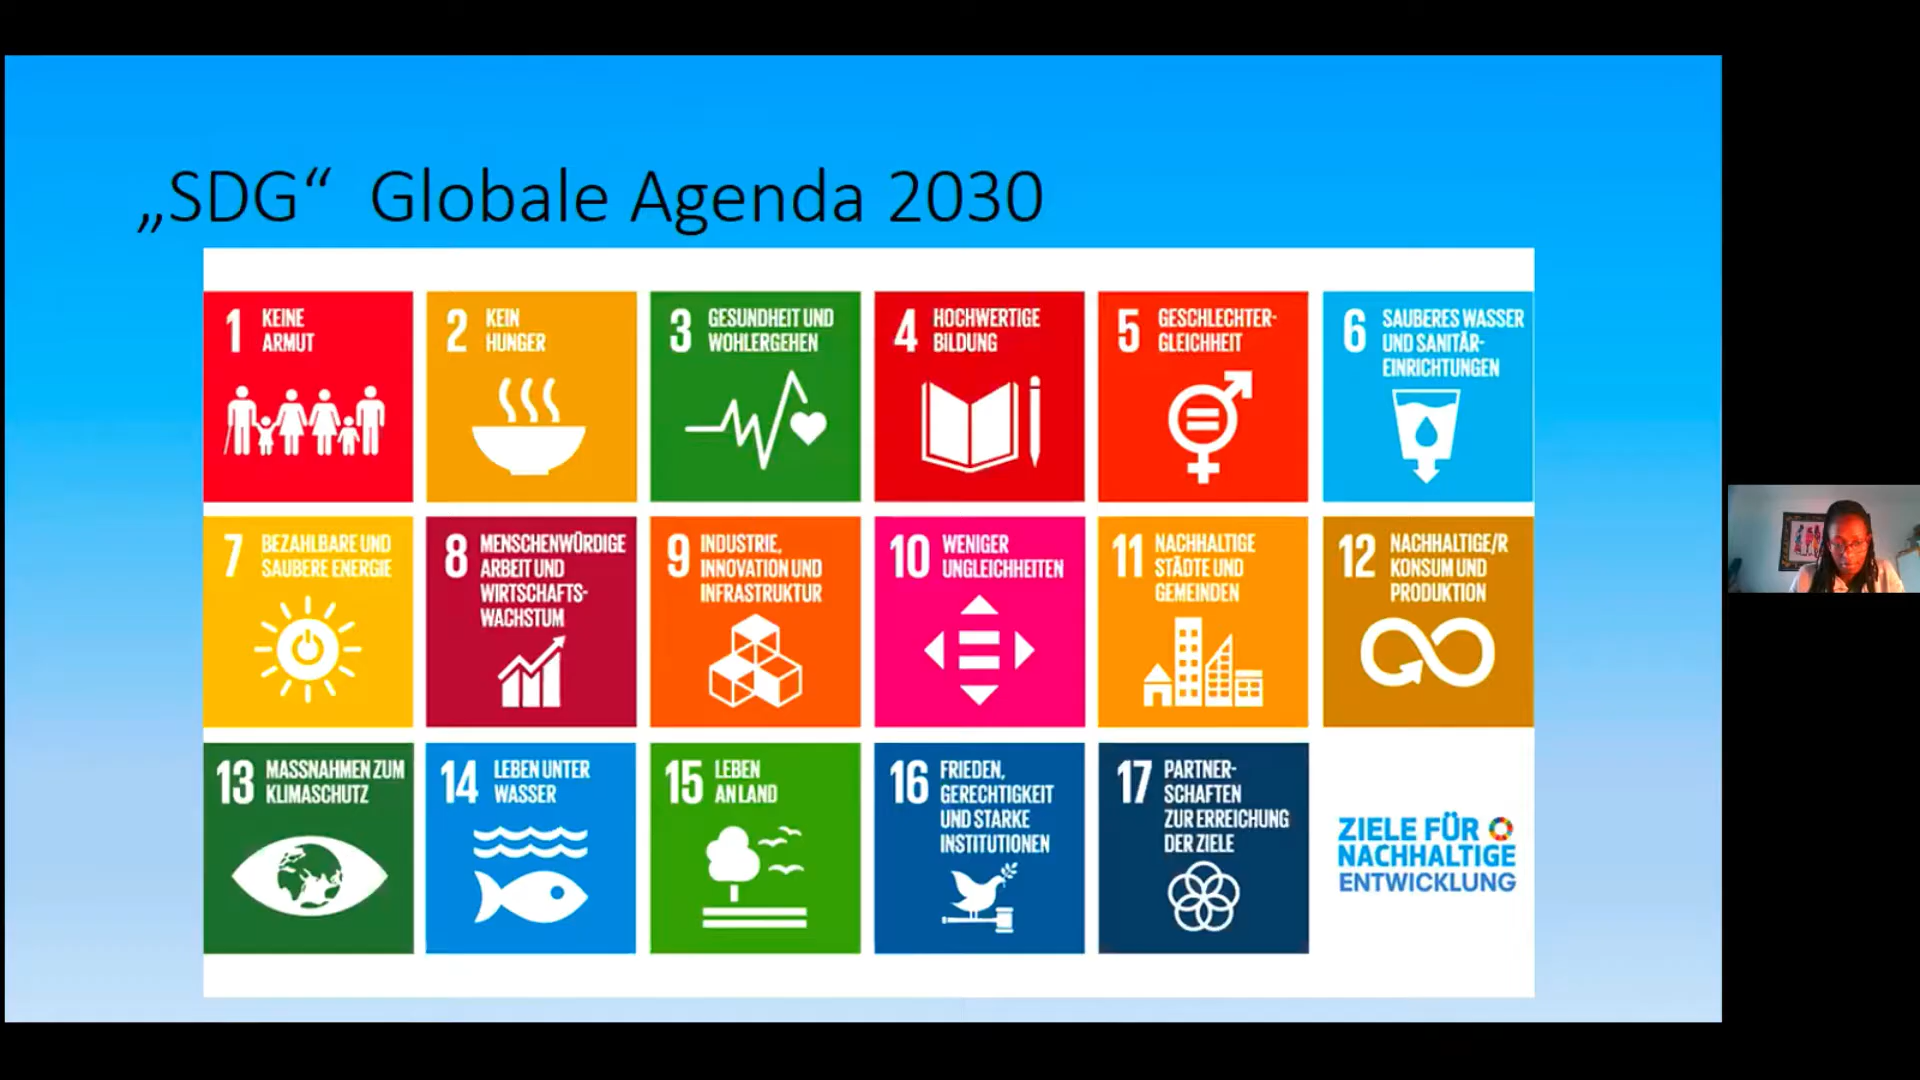 „SDG“ Globale Agenda 2030
1 KEINE
ARMUT
2 KEIN
HUNGER
3 GESUNDHEIT UND
WOHLERGEHEN
4 HOCHWERTIGE
BILDUNG
5 GESCHLECHTER-
GLEICHHEIT
6 SAUBERES WASSER
UND SANITÄR-
EINRICHTUNGEN
7 BEZAHLBARE UND
SAUBERE ENERGIE
8 MENSCHENWÜRDIGE
ARBEIT UND
WIRTSCHAFTS-
WACHSTUM
9 INDUSTRIE,
INNOVATION UND
INFRASTRUKTUR
10 WENIGER
UNGLEICHHEITEN
11 NACHHALTIGE
STÄDTE UND
GEMEINDEN
12 NACHHALTIGE/R
KONSUM UND
PRODUKTION
13 MASSNAHMEN ZUM
KLIMASCHUTZ
14 LEBEN UNTER
WASSER
15 LEBEN
AN LAND
16 FRIEDEN,
GERECHTIGKEIT
UND STARKE
INSTITUTIONEN
17 PARTNER-
SCHAFTEN
ZUR ERREICHUNG
DER ZIELE
ZIELE FÜR
NACHHALTIGE
ENTWICKLUNG